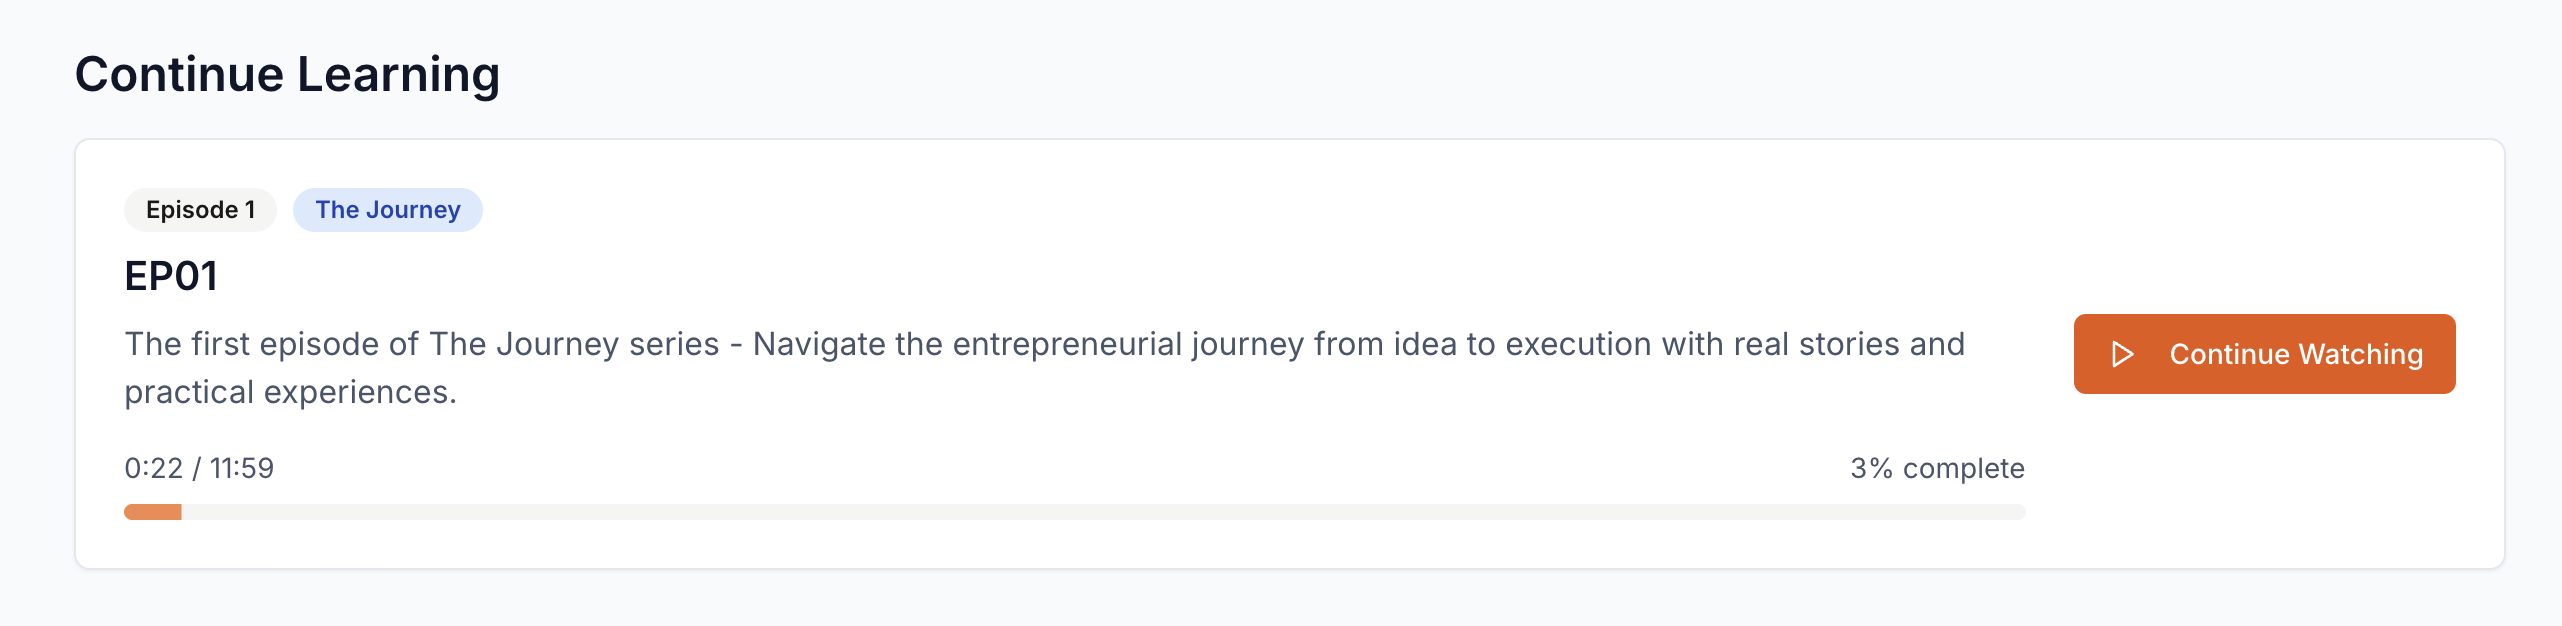 Continue Learning
Episode 1 The Journey
EP01
The first episode of The Journey series - Navigate the entrepreneurial journey from idea to execution with real stories and
practical experiences.
Continue Watching
0:22 / 11:59 3% complete